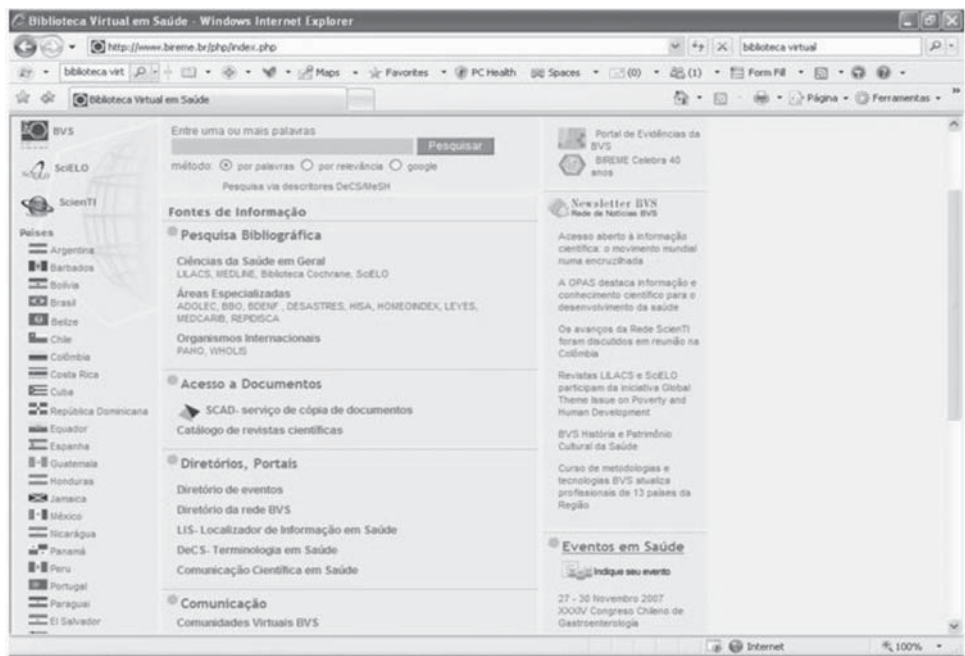 Biblioteca Virtual em Saúde - Windows Internet Explorer
http://www.bireme.br/php/index.php
biblioteca virtual
biblioteca virt
Maps
Favorites
PC Health
Spaces
(0)
(1)
Form Fill
Biblioteca Virtual em Saúde
Página
Ferramentas
BVS
SciELO
ScienTI
Países
Argentina
Barbados
Bolívia
Brasil
Belize
Chile
Colômbia
Costa Rica
Cuba
República Dominicana
Equador
Espanha
Guatemala
Honduras
Jamaica
México
Nicarágua
Panamá
Peru
Portugal
Paraguai
El Salvador
Entre uma ou mais palavras
Pesquisar
método: por palavras por relevância google
Pesquisa via descritores DeCS/MeSH
Fontes de Informação
Pesquisa Bibliográfica
Ciências da Saúde em Geral
LILACS, MEDLINE, Biblioteca Cochrane, SciELO
Áreas Especializadas
ADOLEC, BBO, BDENF, DESASTRES, HISA, HOMEOINDEX, LEYES,
MEDCARIB, REPIDISCA
Organismos Internacionais
PAHO, WHOLIS
Acesso a Documentos
SCAD- serviço de cópia de documentos
Catálogo de revistas científicas
Diretórios, Portais
Diretório de eventos
Diretório da rede BVS
LIS- Localizador de Informação em Saúde
DeCS- Terminologia em Saúde
Comunicação Científica em Saúde
Comunicação
Comunidades Virtuais BVS
Portal de Evidências da
BVS
BIREME Celebra 40
anos
Newsletter BVS
Rede de Notícias BVS
Acesso aberto à informação
científica: o movimento mundial
numa encruzilhada
A OPAS destaca informação e
conhecimento científico para o
desenvolvimento da saúde
Os avanços da Rede ScienTI
foram discutidos em reunião na
Colômbia
Revistas LILACS e SciELO
participam da iniciativa Global
Theme Issue on Poverty and
Human Development
BVS História e Patrimônio
Cultural da Saúde
Curso de metodologias e
tecnologias BVS atualiza
profissionais de 13 países da
Região
Eventos em Saúde
Indique seu evento
27 - 30 Novembro 2007
XXXIV Congreso Chileno de
Gastroenterología
Internet
100%